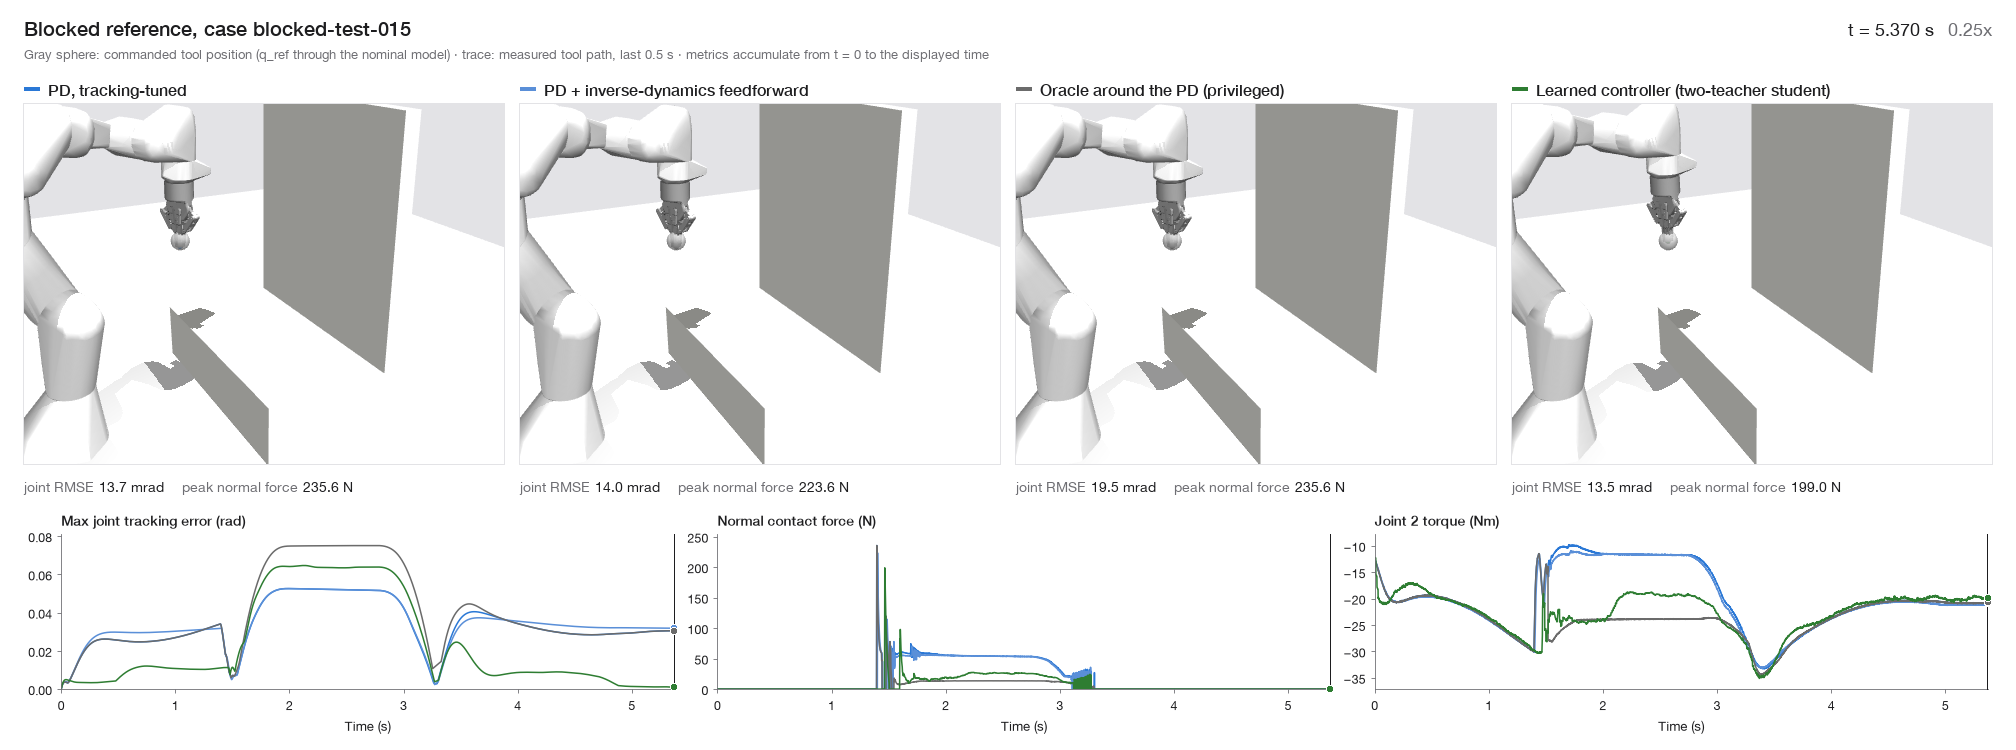 Blocked reference, case blocked-test-015
t = 5.370 s 0.25x
Gray sphere: commanded tool position (q_ref through the nominal model) · trace: measured tool path, last 0.5 s · metrics accumulate from t = 0 to the displayed time
PD, tracking-tuned
PD + inverse-dynamics feedforward
Oracle around the PD (privileged)
Learned controller (two-teacher student)
joint RMSE 13.7 mrad peak normal force 235.6 N
joint RMSE 14.0 mrad peak normal force 223.6 N
joint RMSE 19.5 mrad peak normal force 235.6 N
joint RMSE 13.5 mrad peak normal force 199.0 N
Max joint tracking error (rad)
0.08
0.06
0.04
0.02
0.00
0 1 2 3 4 5
Time (s)
Normal contact force (N)
250
200
150
100
50
0
0 1 2 3 4 5
Time (s)
Joint 2 torque (Nm)
−10
−15
−20
−25
−30
−35
0 1 2 3 4 5
Time (s)